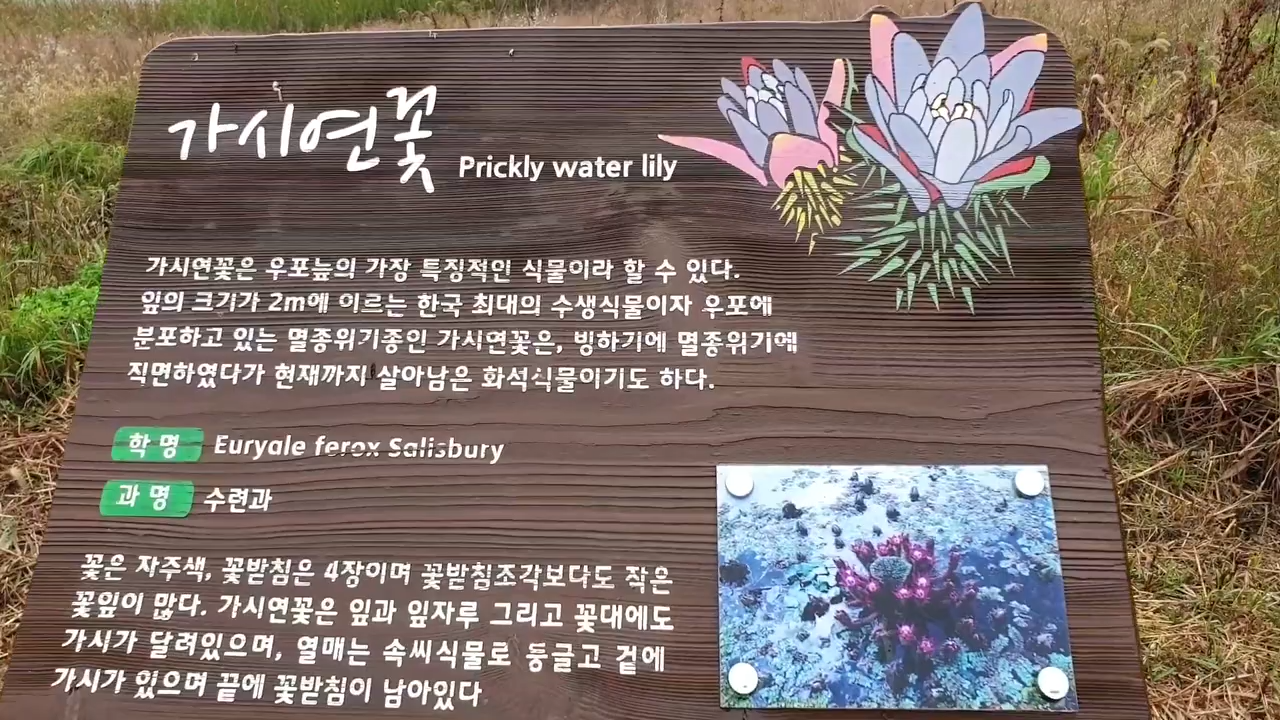 가시연꽃 Prickly water lily
가시연꽃은 우포늪의 가장 특징적인 식물이라 할 수 있다.
잎의 크기가 2m에 이르는 한국 최대의 수생식물이자 우포에
분포하고 있는 멸종위기종인 가시연꽃은, 빙하기에 멸종위기에
직면하였다가 현재까지 살아남은 화석식물이기도 하다.
학 명 Euryale ferox Salisbury
과 명 수련과
꽃은 자주색, 꽃받침은 4장이며 꽃받침조각보다도 작은
꽃잎이 많다. 가시연꽃은 잎과 잎자루 그리고 꽃대에도
가시가 달려있으며, 열매는 속씨식물로 둥글고 겉에
가시가 있으며 끝에 꽃받침이 남아있다